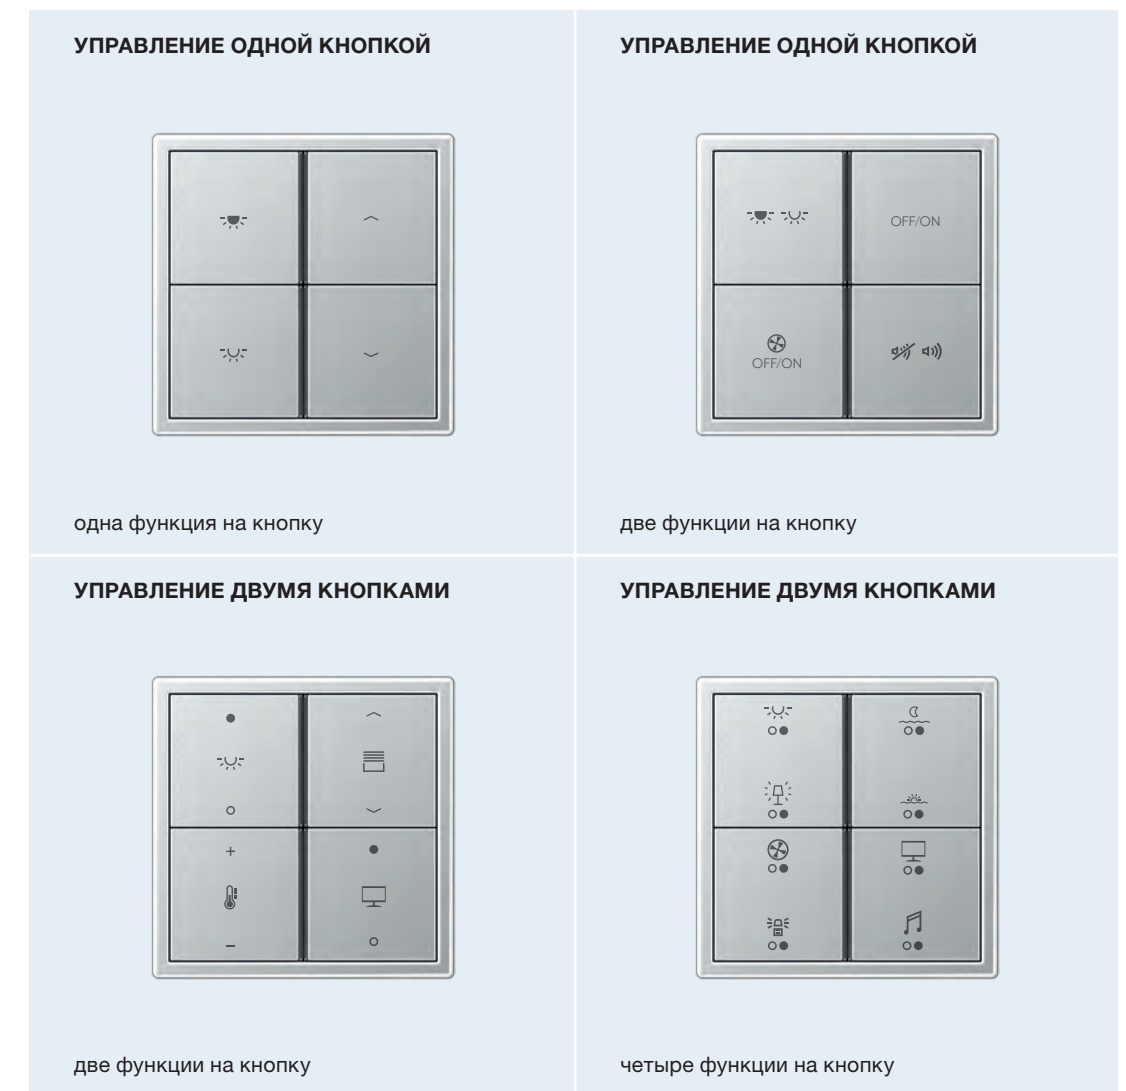 УПРАВЛЕНИЕ ОДНОЙ КНОПКОЙ
одна функция на кнопку
УПРАВЛЕНИЕ ОДНОЙ КНОПКОЙ
OFF/ON
OFF/ON
две функции на кнопку
УПРАВЛЕНИЕ ДВУМЯ КНОПКАМИ
+
–
две функции на кнопку
УПРАВЛЕНИЕ ДВУМЯ КНОПКАМИ
четыре функции на кнопку